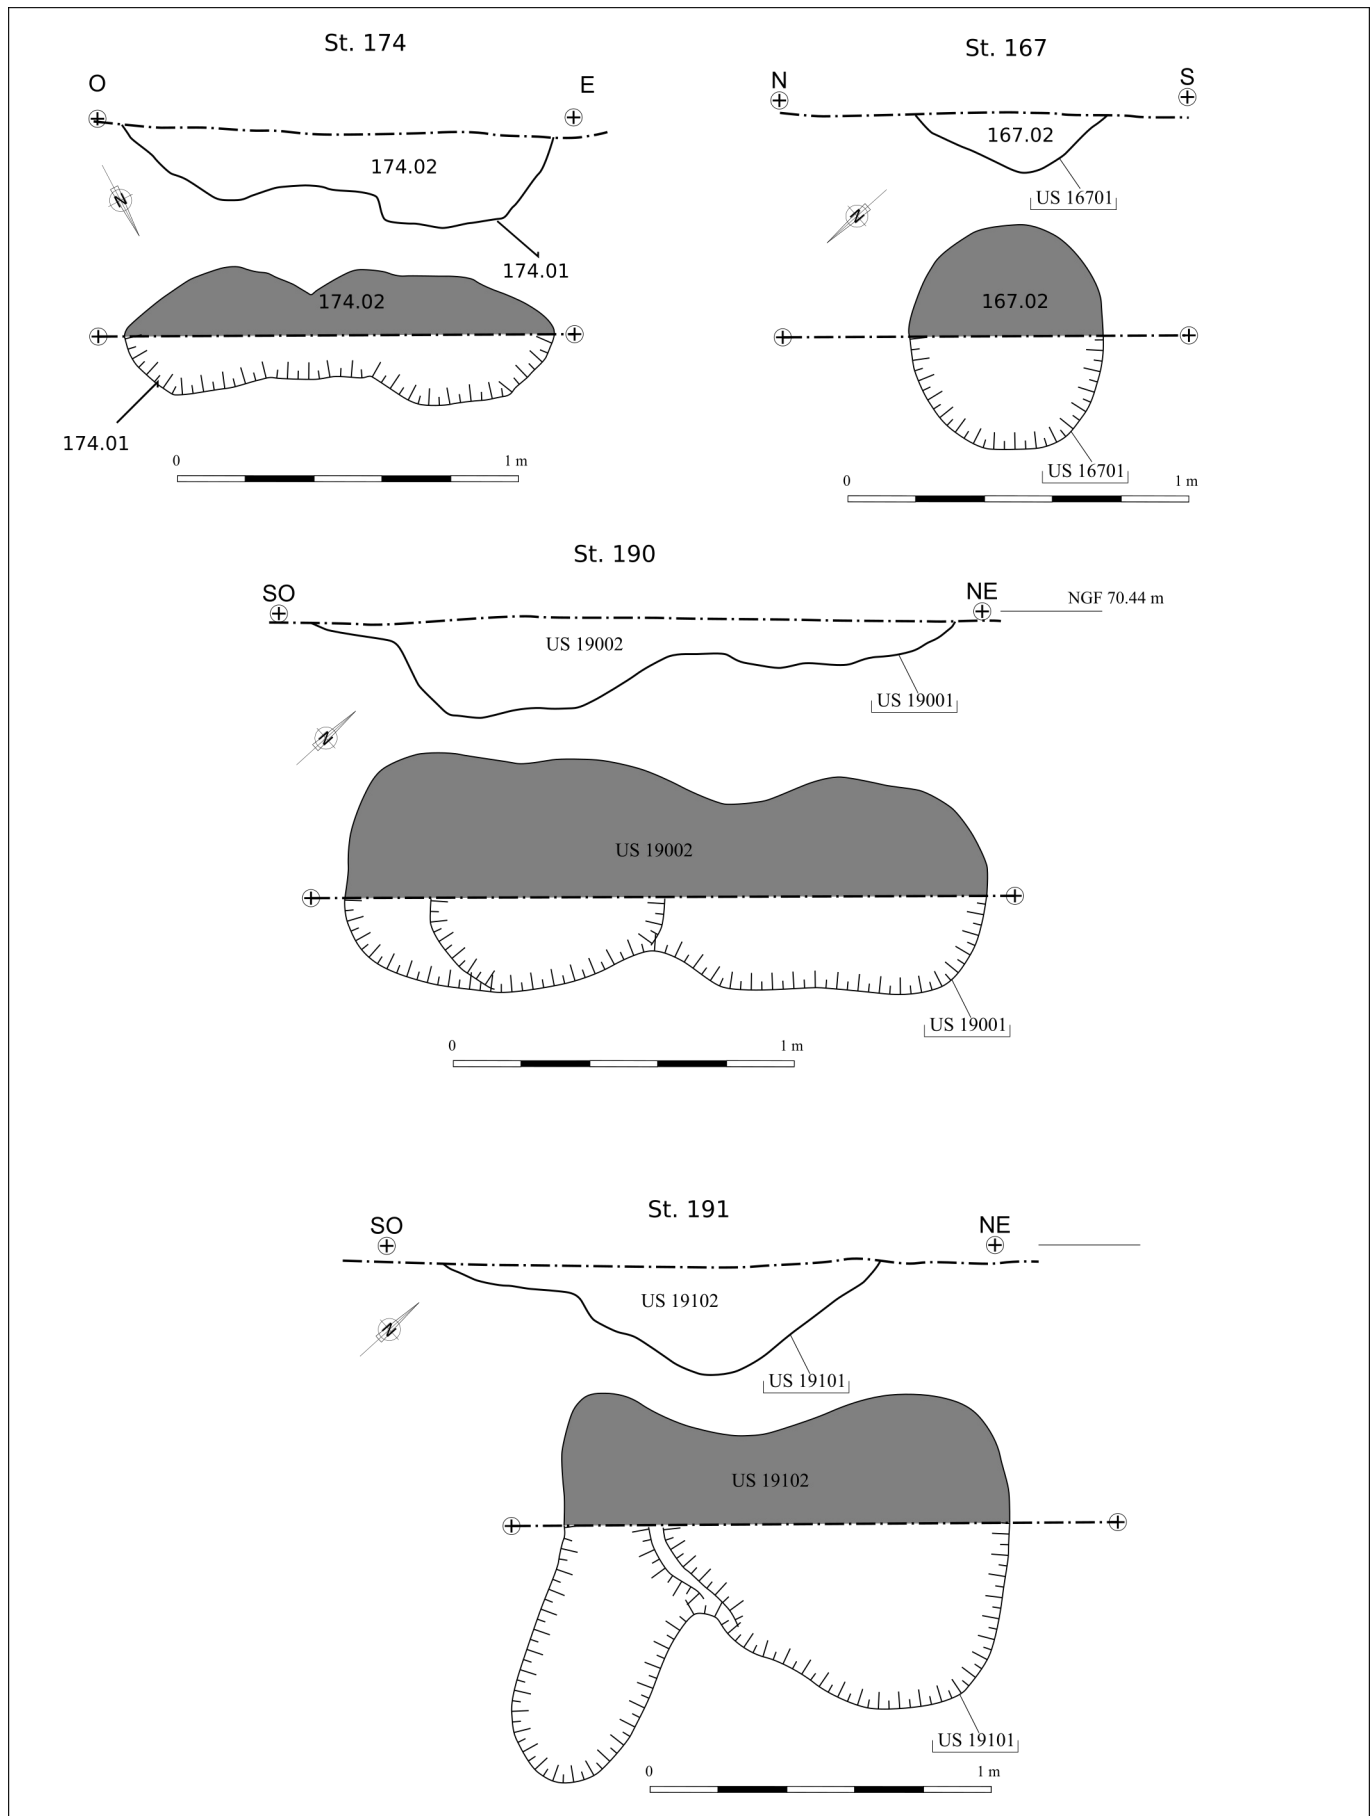 St. 174
O E
174.02
N
174.01
174.02
174.01
0 1 m
St. 167
N S
167.02
US 16701
N
167.02
US 16701
0 1 m
St. 190
SO NE
NGF 70.44 m
US 19002
US 19001
N
US 19002
US 19001
0 1 m
St. 191
SO NE
US 19102
N
US 19101
US 19102
US 19101
0 1 m